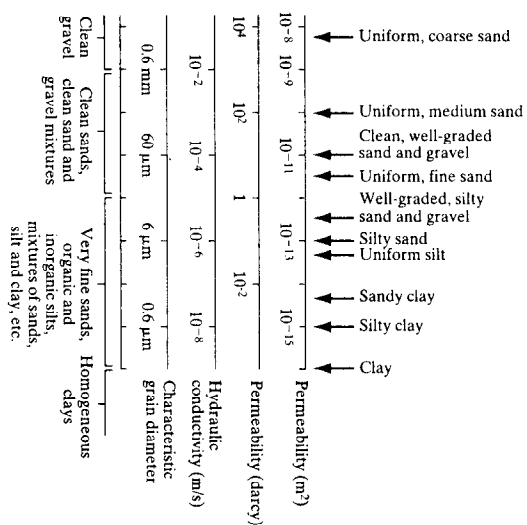 Clean
gravel
Clean sands,
clean sand and
gravel mixtures
Very fine sands,
organic and
inorganic silts,
mixtures of sands,
silt and clay, etc.
Homogeneous
clays
0.6 mm
60 μm
6 μm
0.6 μm
Characteristic
grain diameter
10⁻²
10⁻⁴
10⁻⁶
10⁻⁸
Hydraulic
conductivity (m/s)
10⁴
10²
1
10⁻²
Permeability (darcy)
10⁻⁸
10⁻⁹
10⁻¹¹
10⁻¹³
10⁻¹⁵
Permeability (m²)
Uniform, coarse sand
Uniform, medium sand
Clean, well-graded
sand and gravel
Uniform, fine sand
Well-graded, silty
sand and gravel
Silty sand
Uniform silt
Sandy clay
Silty clay
Clay